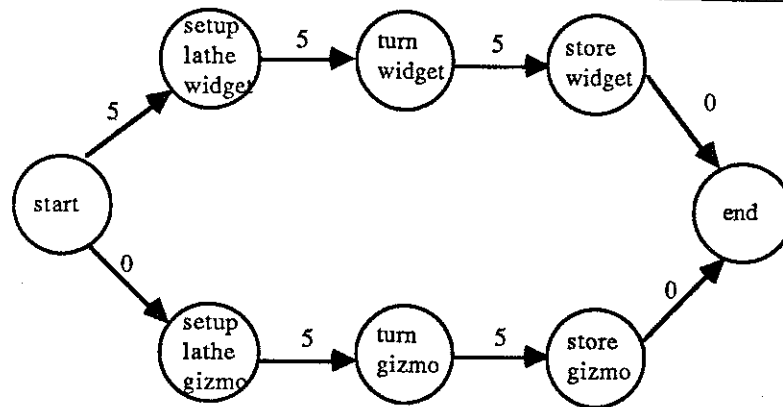 setup
lathe
widget
5
turn
widget
5
store
widget
5
0
start
end
0
0
setup
lathe
gizmo
5
turn
gizmo
5
store
gizmo